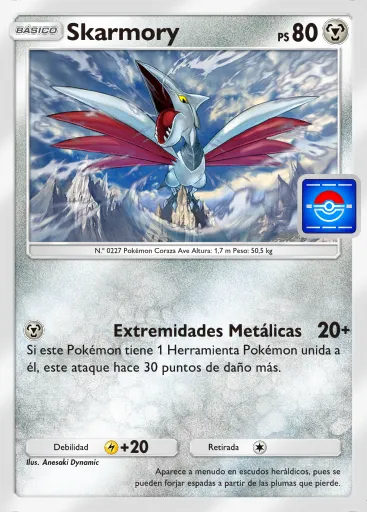 BÁSICO Skarmory PS 80
N.º 0227 Pokémon Coraza Ave Altura: 1,7 m Peso: 50,5 kg
Extremidades Metálicas 20+
Si este Pokémon tiene 1 Herramienta Pokémon unida a
él, este ataque hace 30 puntos de daño más.
Debilidad +20 Retirada
Ilus. Anesaki Dynamic
Aparece a menudo en escudos heráldicos, pues se
pueden forjar espadas a partir de las plumas que pierde.